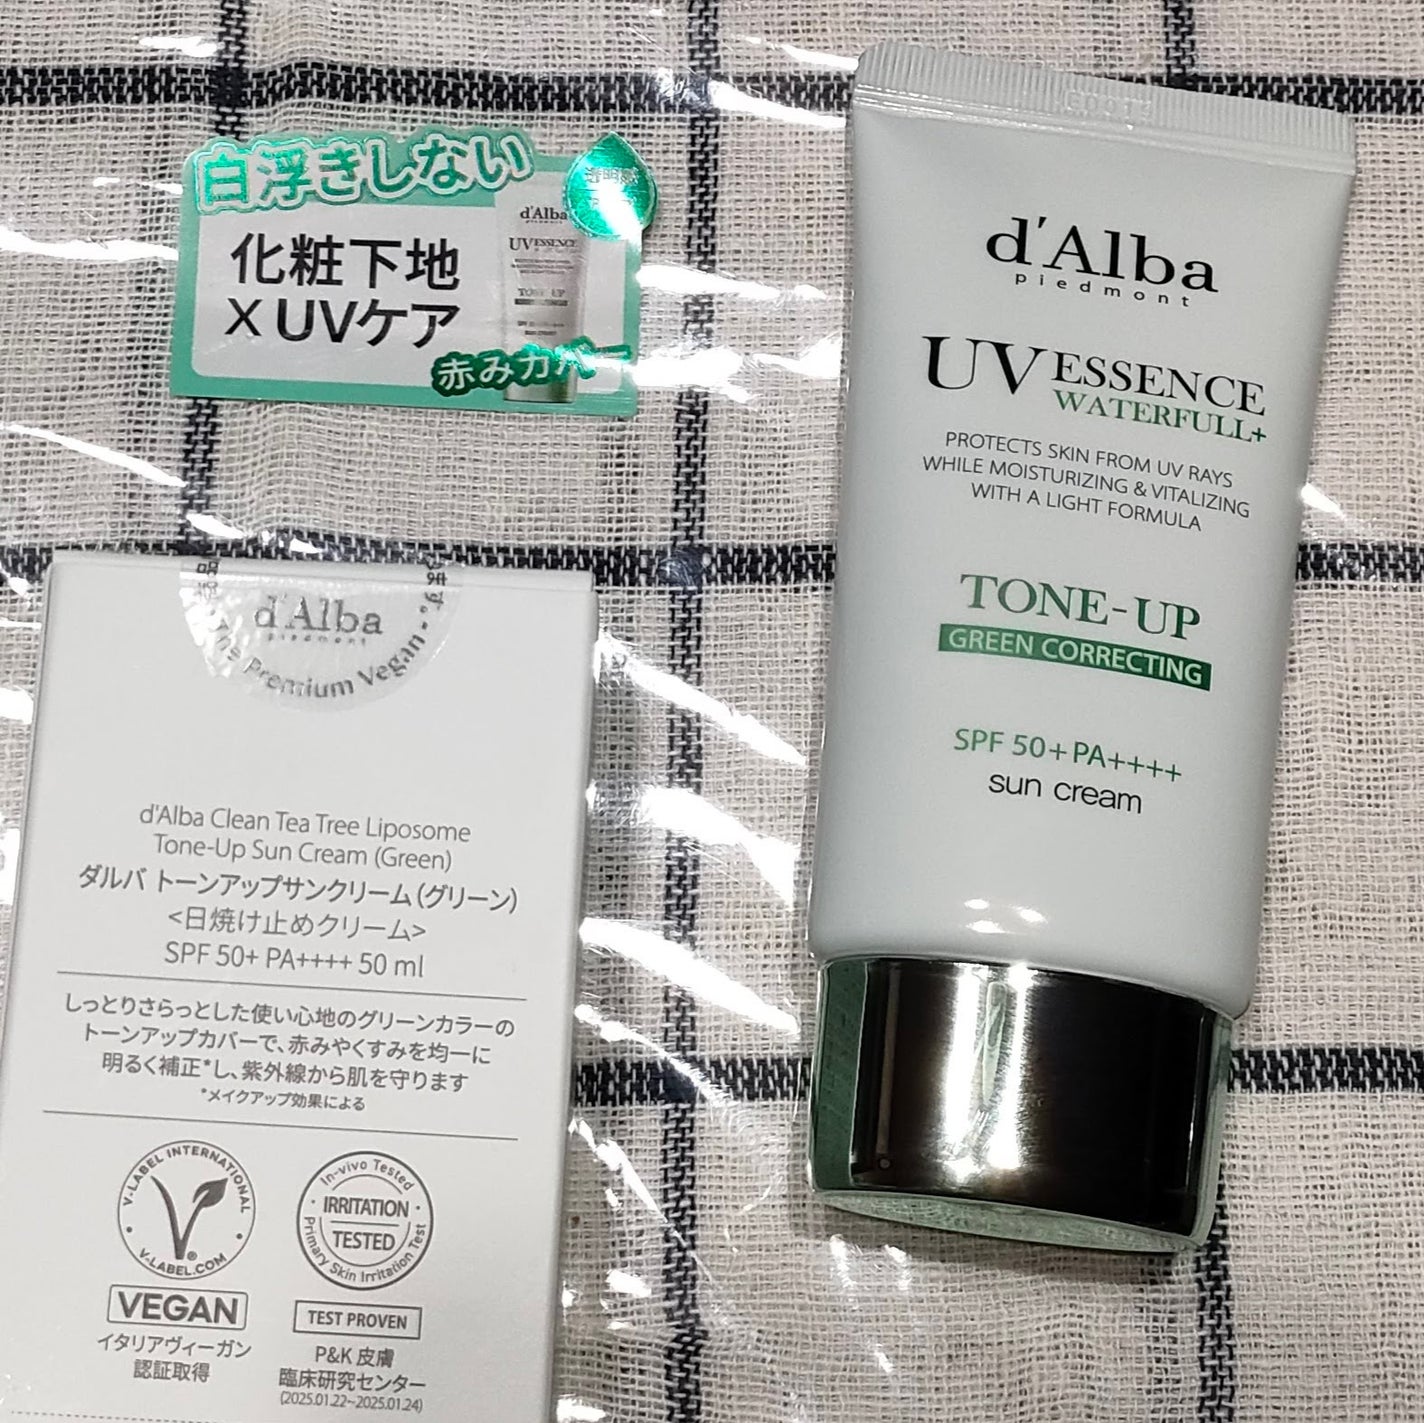 白浮きしない
化粧下地
×UVケア
赤みカバー
d'Alba
piedmont
UV ESSENCE
TONE-UP
d'Alba
piedmont
UV ESSENCE
WATERFULL+
PROTECTS SKIN FROM UV RAYS
WHILE MOISTURIZING & VITALIZING
WITH A LIGHT FORMULA
TONE-UP
GREEN CORRECTING
SPF 50+ PA++++
sun cream
d'Alba
piedmont
• The Premium Vegan •
d'Alba Clean Tea Tree Liposome
Tone-Up Sun Cream (Green)
ダルバ トーンアップサンクリーム(グリーン)
<日焼け止めクリーム>
SPF 50+ PA++++ 50 ml
しっとりさらっとした使い心地のグリーンカラーの
トーンアップカバーで、赤みやくすみを均一に
明るく補正*し、紫外線から肌を守ります
*メイクアップ効果による
V-LABEL INTERNATIONAL
• V-LABEL.COM •
VEGAN
イタリアヴィーガン
認証取得
In-vivo Tested
IRRITATION
TESTED
Primary Skin Irritation Test
TEST PROVEN
P&K 皮膚
臨床研究センター
(2025.01.22~2025.01.24)